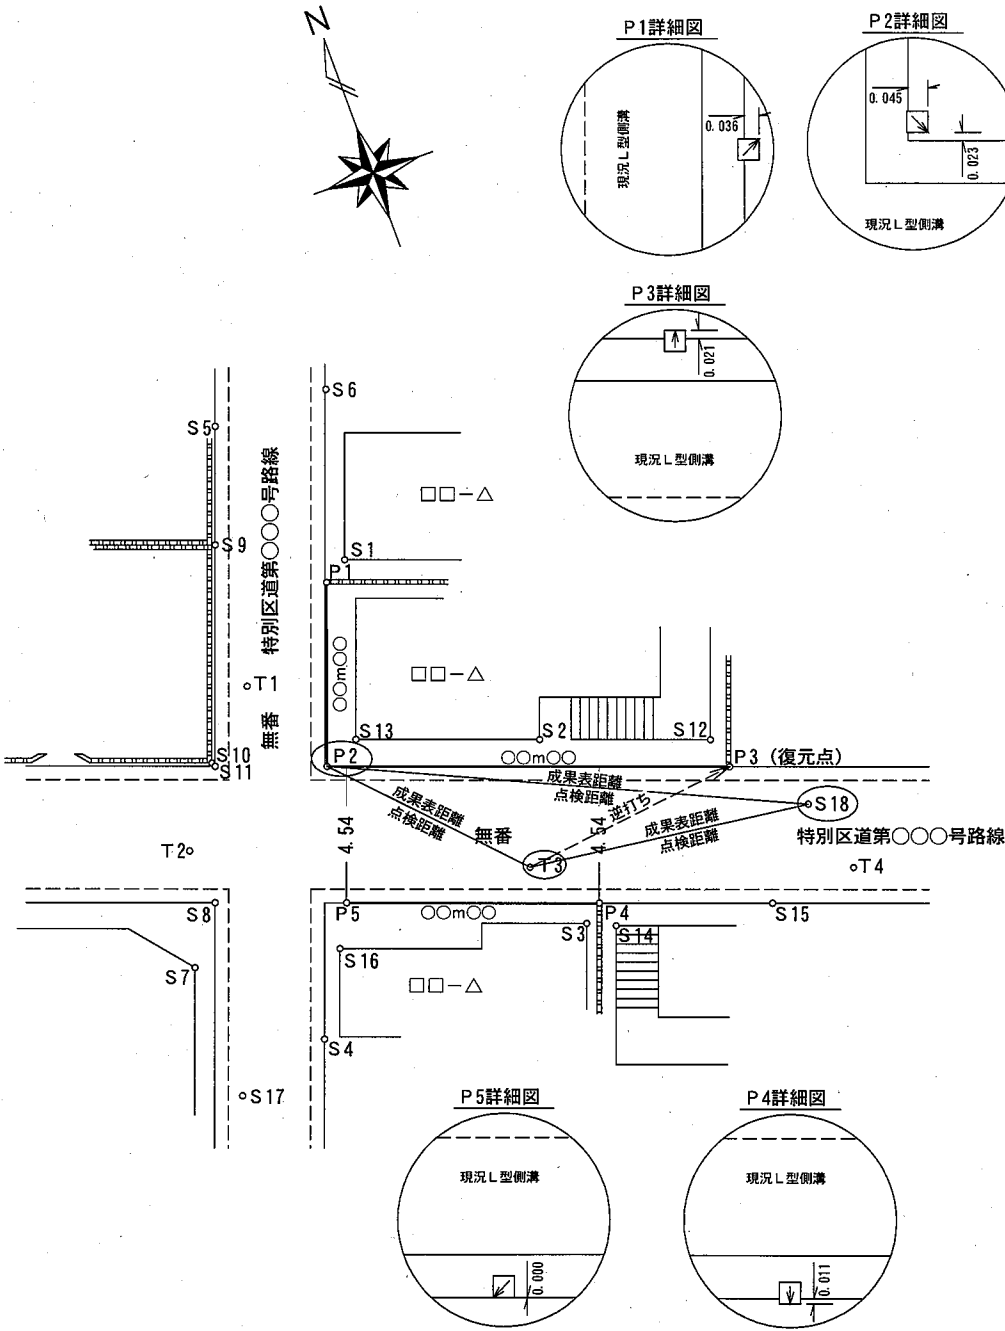 N
P1詳細図
現況L型側溝
0.036
P2詳細図
0.045
0.023
現況L型側溝
P3詳細図
0.021
現況L型側溝
S6
S5
特別区道第○○○号路線
□□-△
S9
S1
P1
○○m○○
□□-△
T1
無番
S13
S2
S12
S10
S11
P2
○○m○○
P3 (復元点)
成果表距離
点検距離
成果表距離
点検距離
逆打ち
S18
4.54
無番
4.54
成果表距離
点検距離
特別区道第○○○号路線
T2
T3
T4
S8
P5
○○m○○
P4
S15
S3
S14
S7
S16
□□-△
S4
S17
P5詳細図
現況L型側溝
0.000
P4詳細図
現況L型側溝
0.011